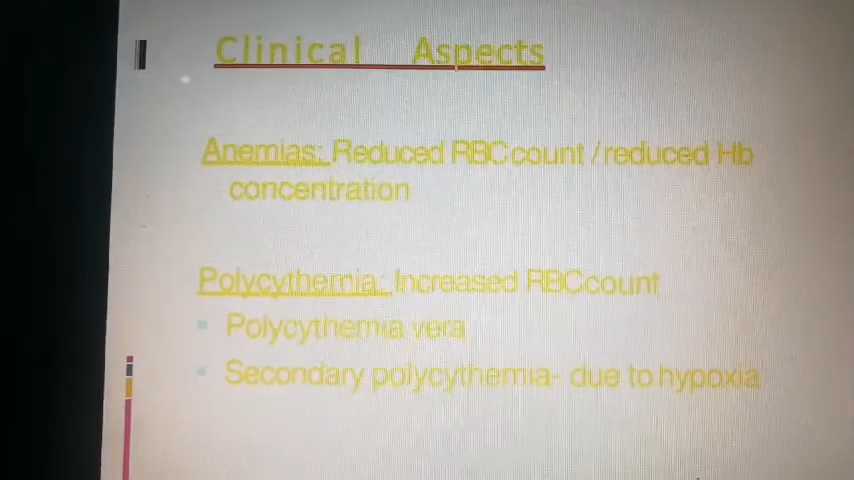 Clinical Aspects
Anemias: Reduced RBC count / reduced Hb
concentration
Polycythemia: Increased RBC count
Polycythemia vera
Secondary polycythemia- due to hypoxia